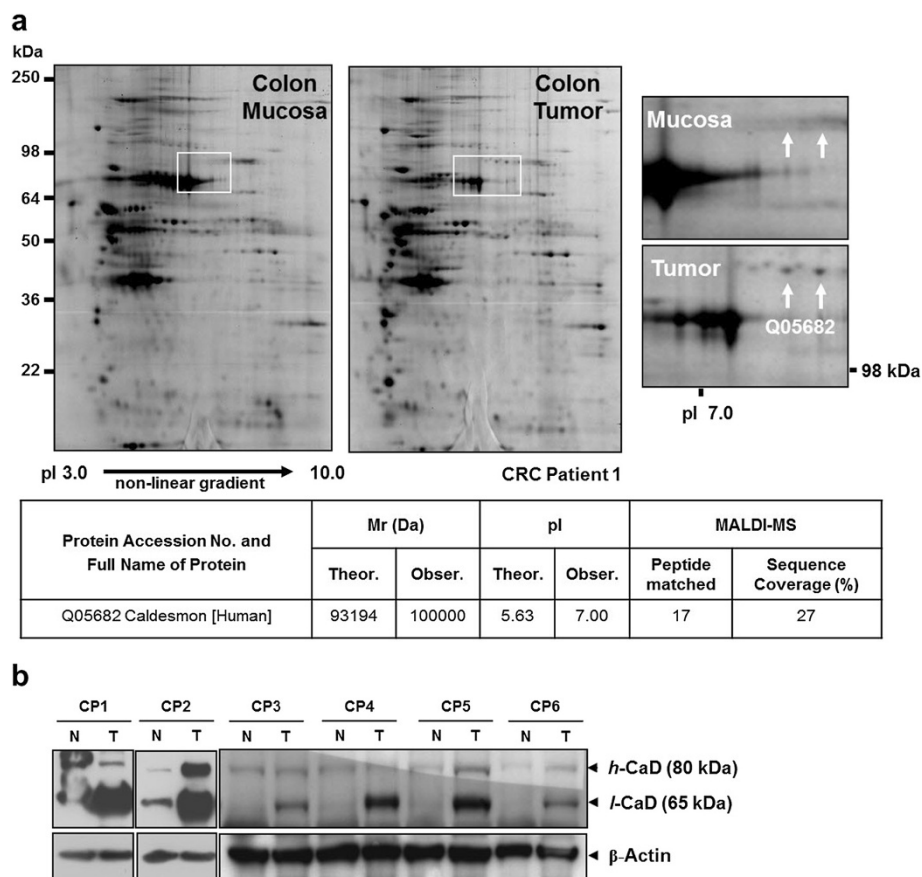 a
kDa
250
98
64
50
36
22
Colon
Mucosa
Colon
Tumor
Mucosa
Tumor
Q05682
98 kDa
pI 7.0
pI 3.0 10.0
non-linear gradient
CRC Patient 1
Protein Accession No. and
Full Name of Protein
Mr (Da) pI MALDI-MS
Theor. Obser. Theor. Obser. Peptide
matched Sequence
Coverage (%)
Q05682 Caldesmon [Human] 93194 100000 5.63 7.00 17 27
b
CP1 CP2 CP3 CP4 CP5 CP6
N T N T N T N T N T N T
h-CaD (80 kDa)
l-CaD (65 kDa)
β-Actin